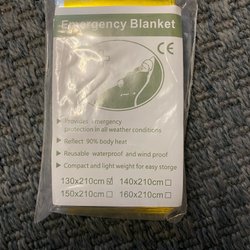 Emergency Blanket
CE
Provides emergency
protection in all weather conditions
Reflect 90% body heat
Reusable waterproof and wind proof
Compact and light weight for easy storge
130x210cm☑ 140x210cm☐
150x210cm☐ 160x210cm☐